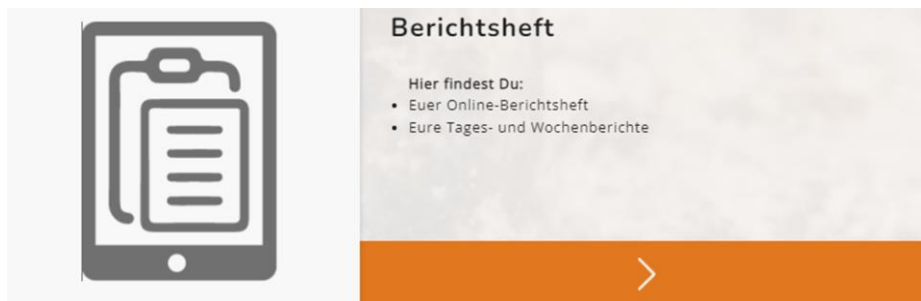 Berichtsheft
Hier findest Du:
• Euer Online-Berichtsheft
• Eure Tages- und Wochenberichte